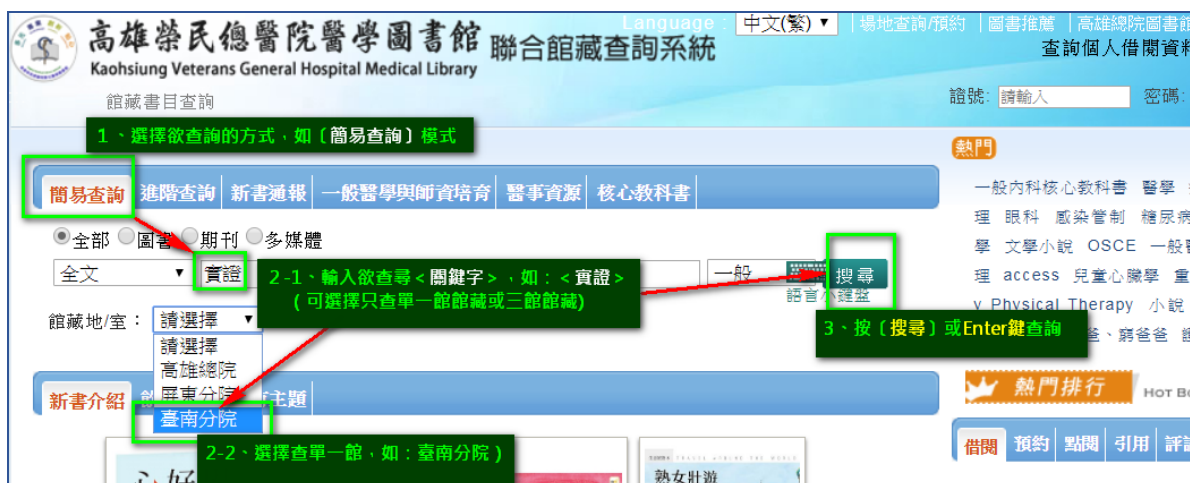 Language: 中文(繁) ▼ | 場地查詢/預約 | 圖書推薦 | 高雄總院圖書館
高雄榮民總醫院醫學圖書館 聯合館藏查詢系統
Kaohsiung Veterans General Hospital Medical Library
查詢個人借閱資料
館藏書目查詢
證號: 請輸入 密碼:
1、選擇欲查詢的方式，如〔簡易查詢〕模式
熱門
簡易查詢 進階查詢 新書通報 一般醫學與師資培育 醫事資源 核心教科書
一般內科核心教科書 醫學
理 眼科 感染管制 糖尿病
全部 圖書 期刊 多媒體
學 文學小說 OSCE 一般醫
全文 ▼ 實證 一般 搜尋
2-1、輸入欲查尋<關鍵字>，如：<實證>
(可選擇只查單一館館藏或三館館藏)
語言小鍵盤
理 access 兒童心臟學 重
y Physical Therapy 小說
館藏地/室： 請選擇 ▼
3、按〔搜尋〕或Enter鍵查詢
爸、窮爸爸
請選擇
高雄總院
屏東分院
臺南分院
新書介紹 主題
熱門排行 HOT B
2-2、選擇查單一館，如：臺南分院 )
借閱 預約 點閱 引用 評
心 好
熟女壯遊